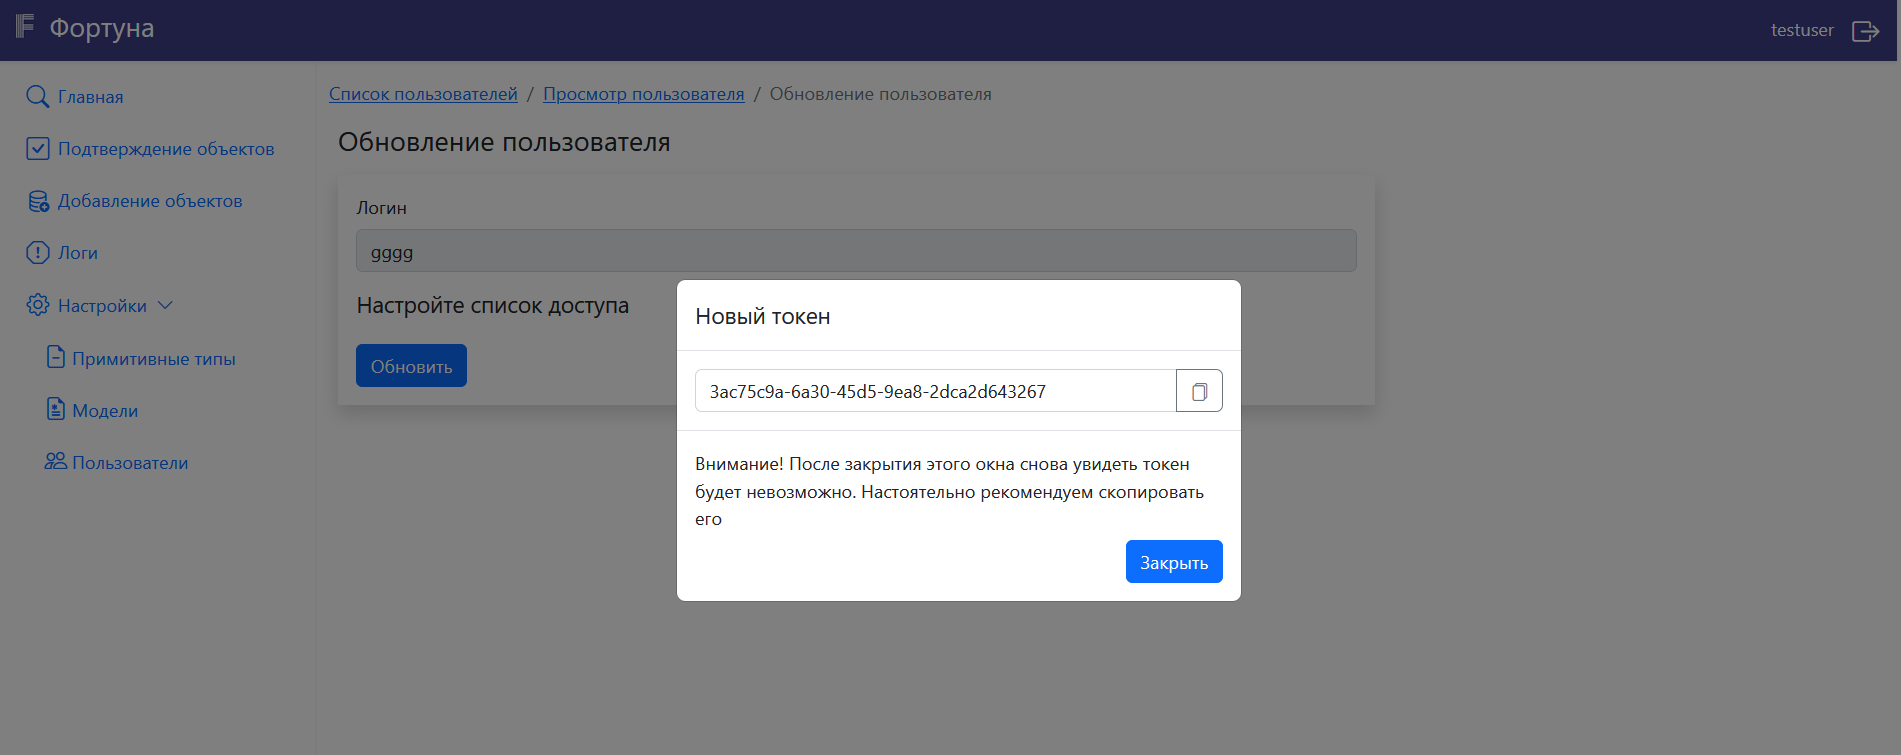 Фортуна
testuser
Главная
Подтверждение объектов
Добавление объектов
Логи
Настройки
Примитивные типы
Модели
Пользователи
Список пользователей / Просмотр пользователя / Обновление пользователя
Обновление пользователя
Логин
gggg
Настройте список доступа
Обновить
Новый токен
3ac75c9a-6a30-45d5-9ea8-2dca2d643267
Внимание! После закрытия этого окна снова увидеть токен
будет невозможно. Настоятельно рекомендуем скопировать
его
Закрыть